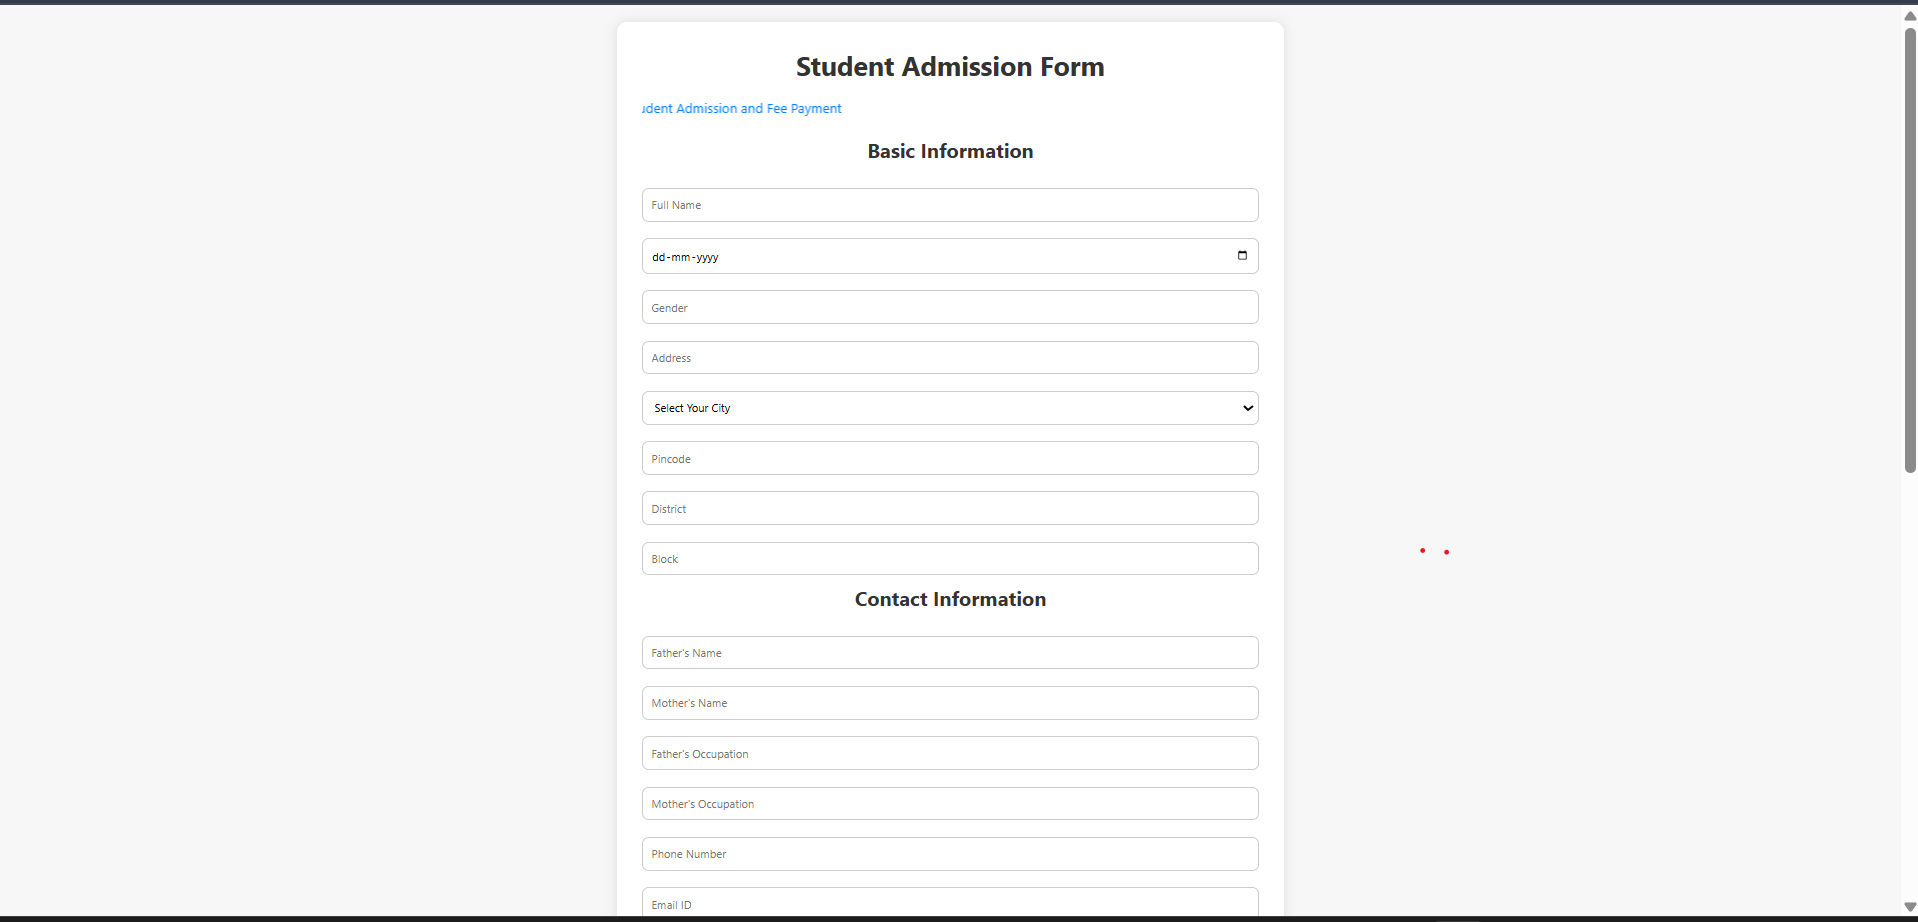 Student Admission Form
udent Admission and Fee Payment
Basic Information
Full Name
dd-mm-yyyy
Gender
Address
Select Your City
Pincode
District
Block
Contact Information
Father's Name
Mother's Name
Father's Occupation
Mother's Occupation
Phone Number
Email ID